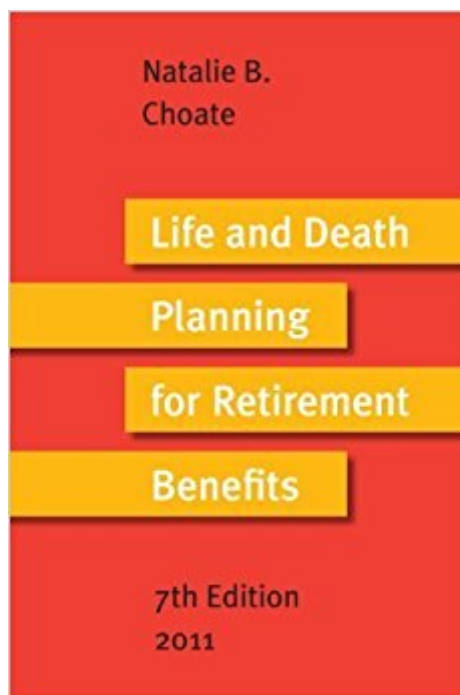 Natalie B.
Choate
Life and Death
Planning
for Retirement
Benefits
7th Edition
2011